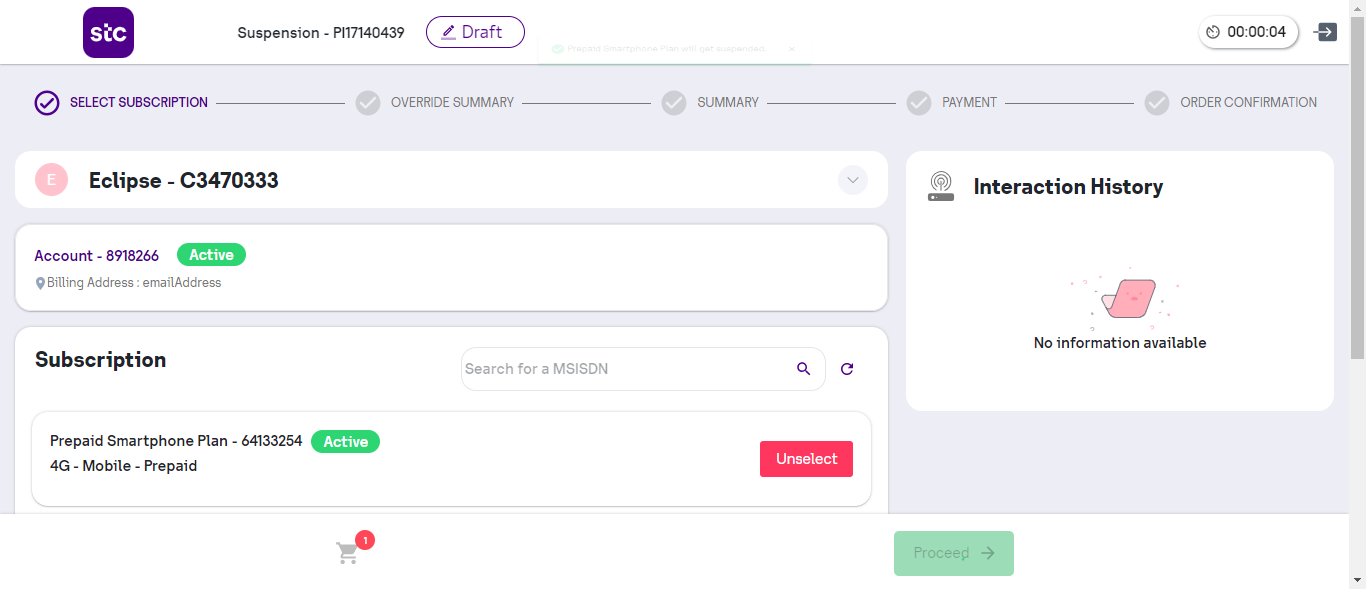 stc
Suspension - PI17140439
Draft
Prepaid Smartphone Plan will get suspended
00:00:04
SELECT SUBSCRIPTION
OVERRIDE SUMMARY
SUMMARY
PAYMENT
ORDER CONFIRMATION
E
Eclipse - C3470333
Interaction History
Account - 8918266
Active
Billing Address : emailAddress
No information available
Subscription
Search for a MSISDN
Prepaid Smartphone Plan - 64133254
Active
4G - Mobile - Prepaid
Unselect
1
Proceed